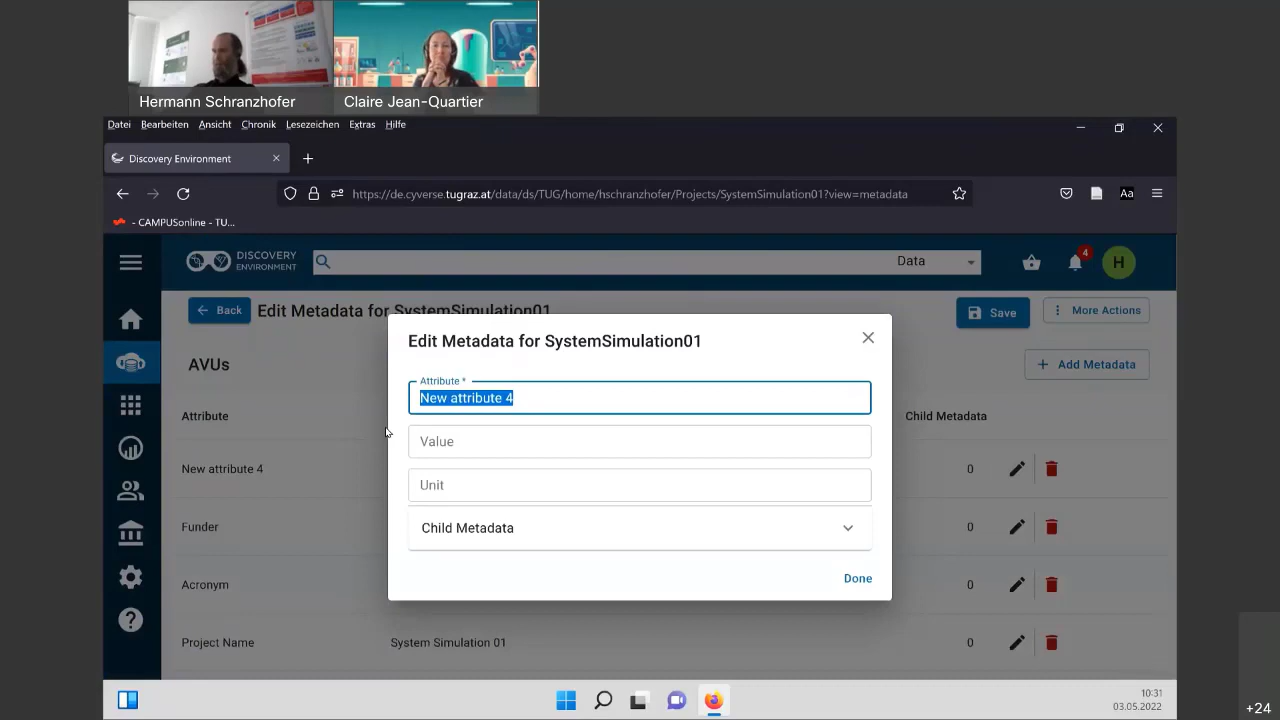 Hermann Schranzhofer
Claire Jean-Quartier
Datei Bearbeiten Ansicht Chronik Lesezeichen Extras Hilfe
Discovery Environment
https://de.cyverse.tugraz.at/data/ds/TUG/home/hschranzhofer/Projects/SystemSimulation01?view=metadata
Aa
- CAMPUSonline - TU...
DISCOVERY
ENVIRONMENT
Data
4
H
Back
Edit Metadata for SystemSimulation01
Save
More Actions
AVUs
Add Metadata
Attribute
Child Metadata
New attribute 4
0
Funder
0
Acronym
0
Project Name
System Simulation 01
0
Edit Metadata for SystemSimulation01
Attribute *
New attribute 4
Value
Unit
Child Metadata
Done
10:31
03.05.2022
+24